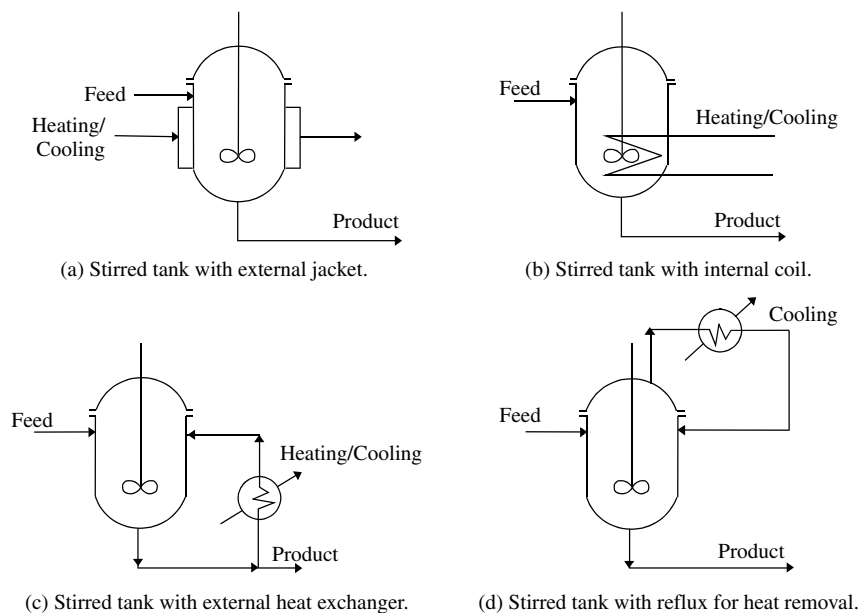 Feed
Heating/
Cooling
Product
(a) Stirred tank with external jacket.
Feed
Heating/Cooling
Product
(b) Stirred tank with internal coil.
Feed
Heating/Cooling
Product
(c) Stirred tank with external heat exchanger.
Cooling
Feed
Product
(d) Stirred tank with reflux for heat removal.